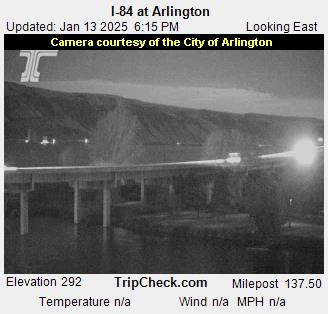 I-84 at Arlington
Updated: Jan 13 2025 6:15 PM Looking East
Camera courtesy of the City of Arlington
Elevation 292 TripCheck.com Milepost 137.50
Temperature n/a Wind n/a MPH n/a